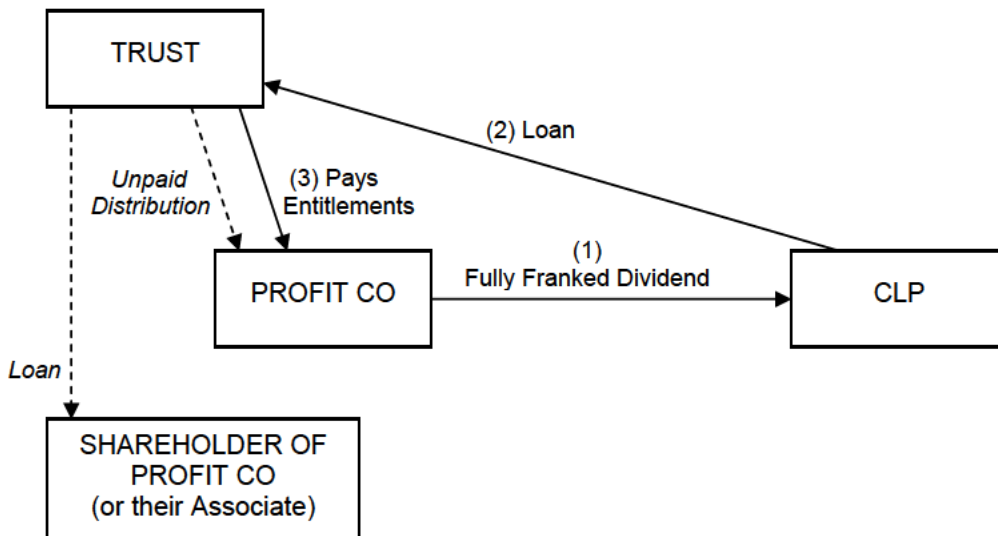 TRUST
(2) Loan
Unpaid
Distribution
(3) Pays
Entitlements
PROFIT CO
(1)
Fully Franked Dividend
CLP
Loan
SHAREHOLDER OF
PROFIT CO
(or their Associate)